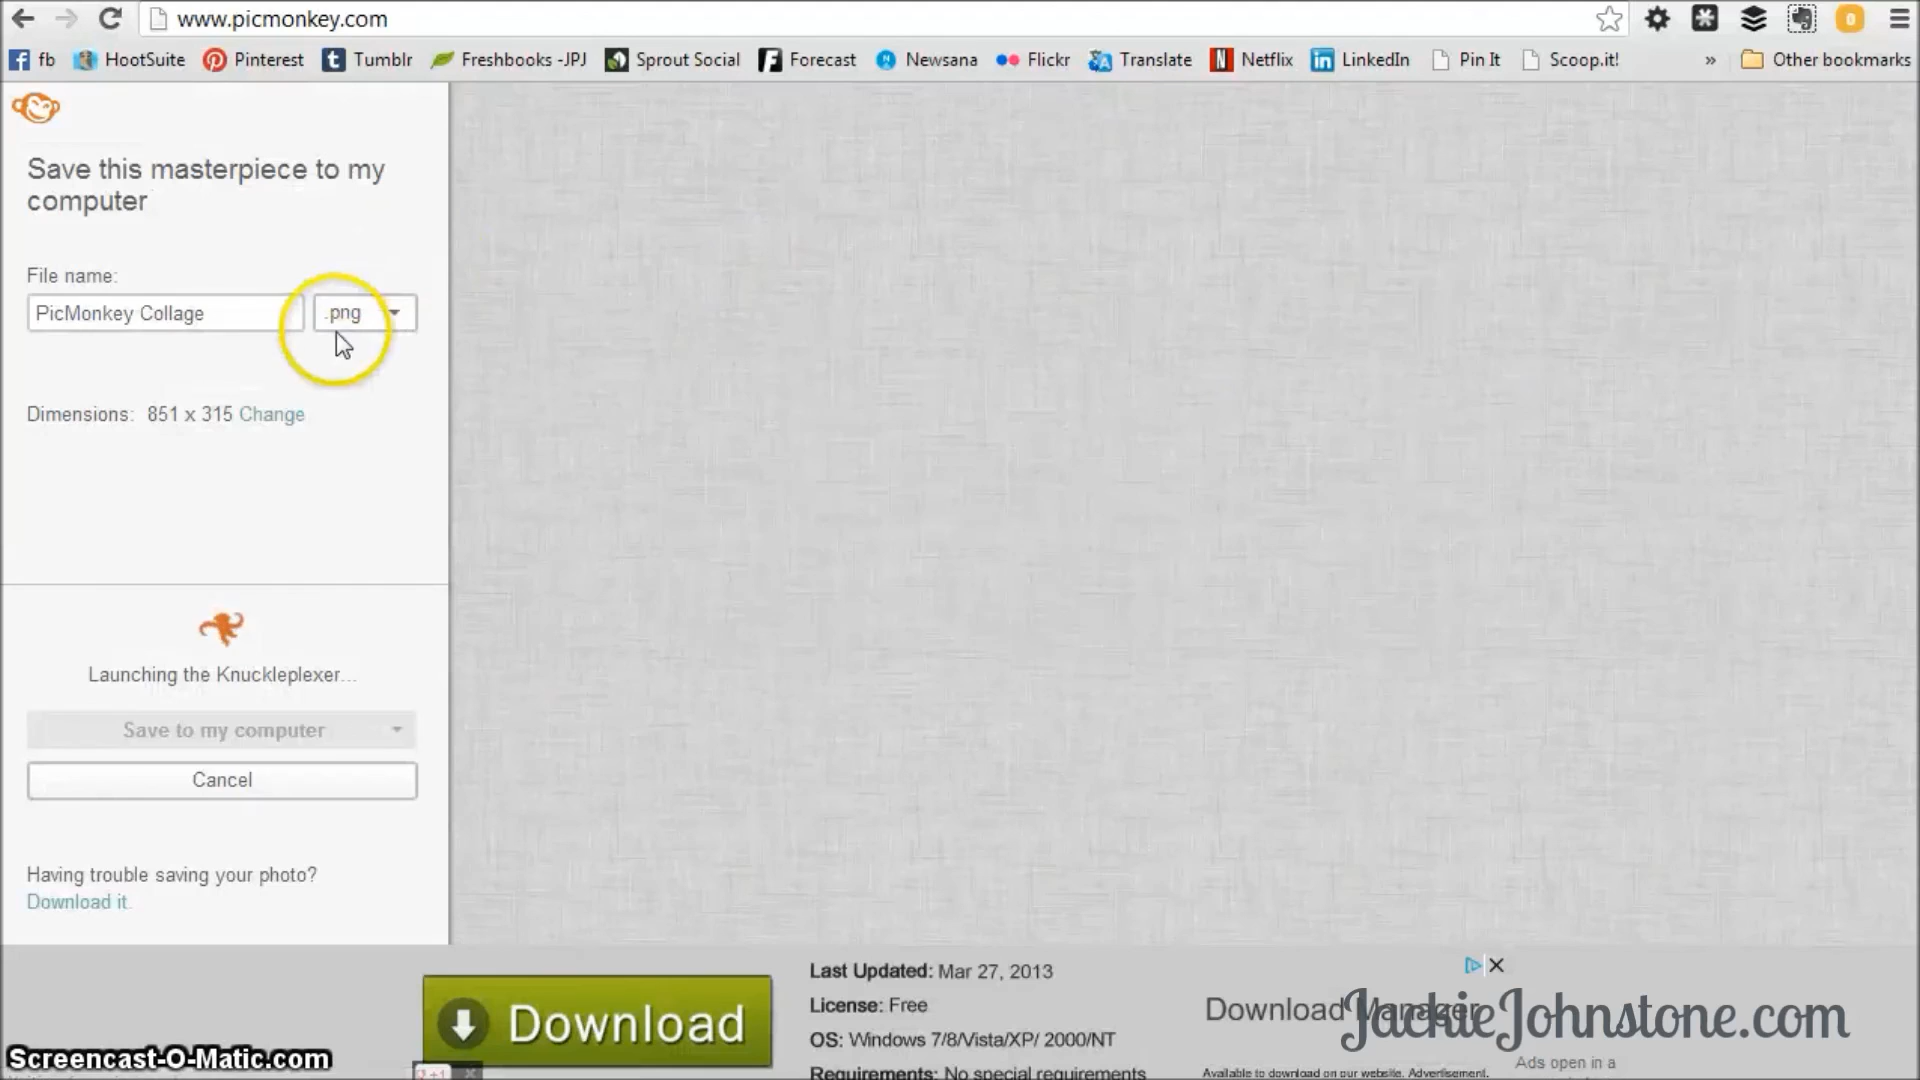 www.picmonkey.com
fb HootSuite Pinterest Tumblr Freshbooks -JPJ Sprout Social Forecast Newsana Flickr Translate Netflix LinkedIn Pin It Scoop.it! » Other bookmarks
Save this masterpiece to my
computer
File name:
PicMonkey Collage .png
Dimensions: 851 x 315 Change
Launching the Knuckleplexer...
Save to my computer
Cancel
Having trouble saving your photo?
Download it.
Download
Last Updated: Mar 27, 2013
License: Free
OS: Windows 7/8/Vista/XP/ 2000/NT
Requirements: No special requirements
Download Manager
JackieJohnstone.com
Ads open in a
Available to download on our website. Advertisement.
Screencast-O-Matic.com
+1